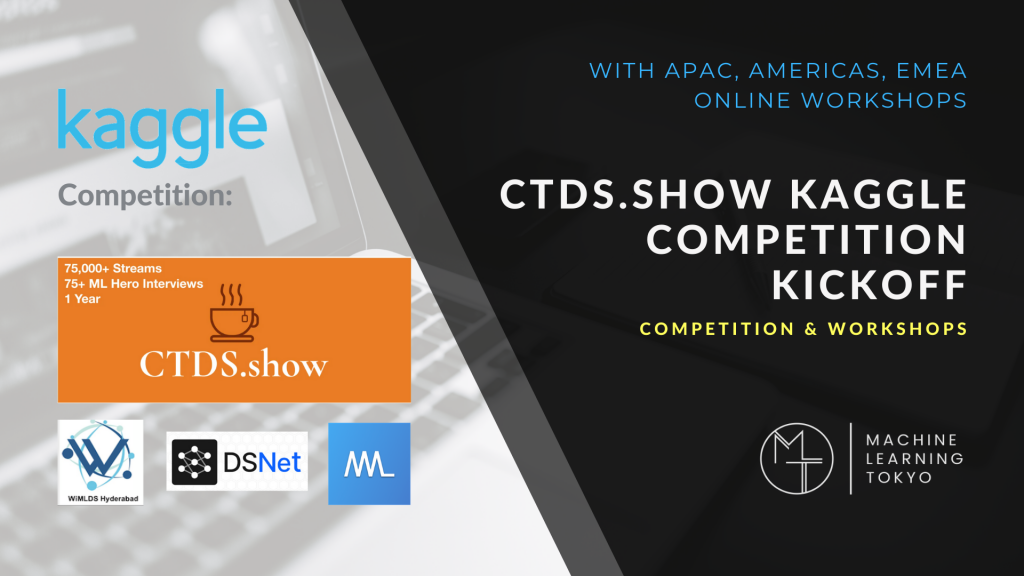 kaggle
Competition:
75,000+ Streams
75+ ML Hero Interviews
1 Year
CTDS.show
WiMLDS Hyderabad
DSNet
WITH APAC, AMERICAS, EMEA
ONLINE WORKSHOPS
CTDS.SHOW KAGGLE
COMPETITION
KICKOFF
COMPETITION & WORKSHOPS
MLT
MACHINE
LEARNING
TOKYO